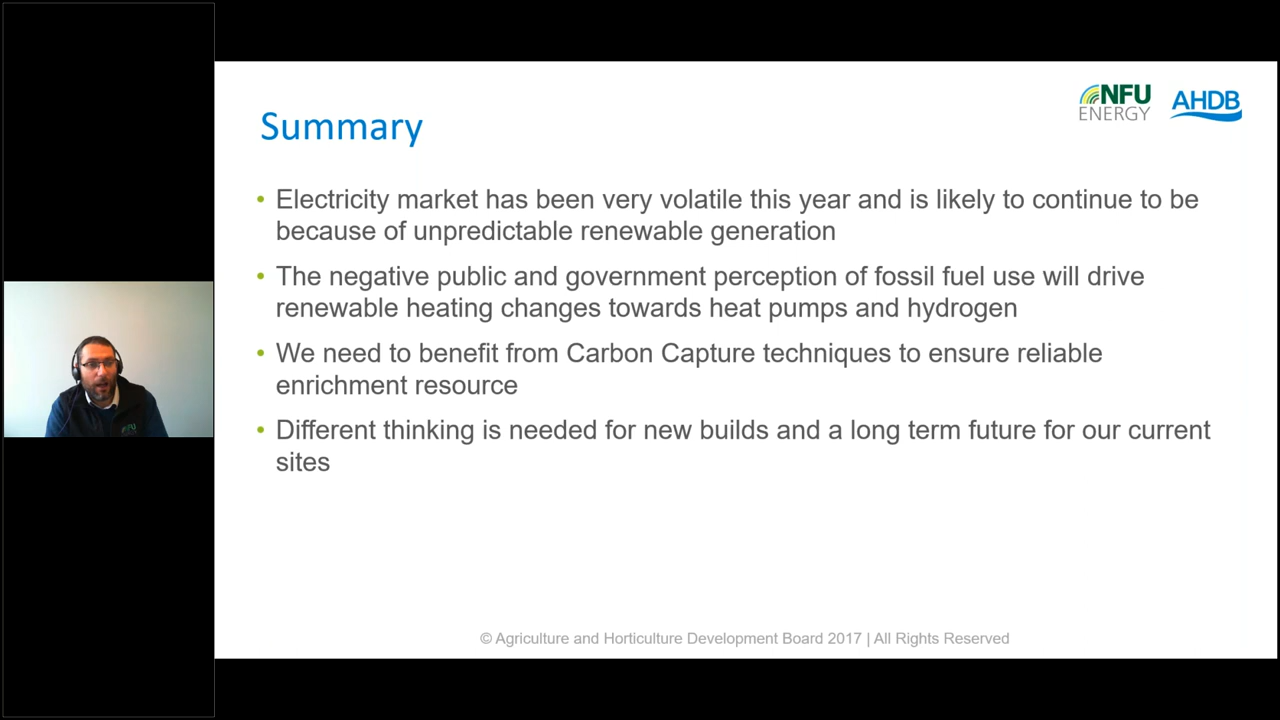 NFU
ENERGY
AHDB
Summary
• Electricity market has been very volatile this year and is likely to continue to be
because of unpredictable renewable generation
• The negative public and government perception of fossil fuel use will drive
renewable heating changes towards heat pumps and hydrogen
• We need to benefit from Carbon Capture techniques to ensure reliable
enrichment resource
• Different thinking is needed for new builds and a long term future for our current
sites
© Agriculture and Horticulture Development Board 2017 | All Rights Reserved
NFU